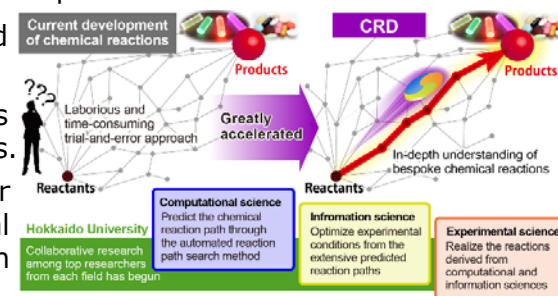 d
s
s.
r
l
n
Current development
of chemical reactions
CRD
Products
Products
???
Laborious and
time-consuming
trial-and-error approach
Greatly
accelerated
In-depth understanding of
bespoke chemical reactions
Reactants
Reactants
Hokkaido University
Collaborative research
among top researchers
from each field has begun
Computational science
Predict the chemical
reaction path through
the automated reaction
path search method
Infromation science
Optimize experimental
conditions from the
extensive predicted
reaction paths
Experimental science
Realize the reactions
derived from
computational and
information sciences